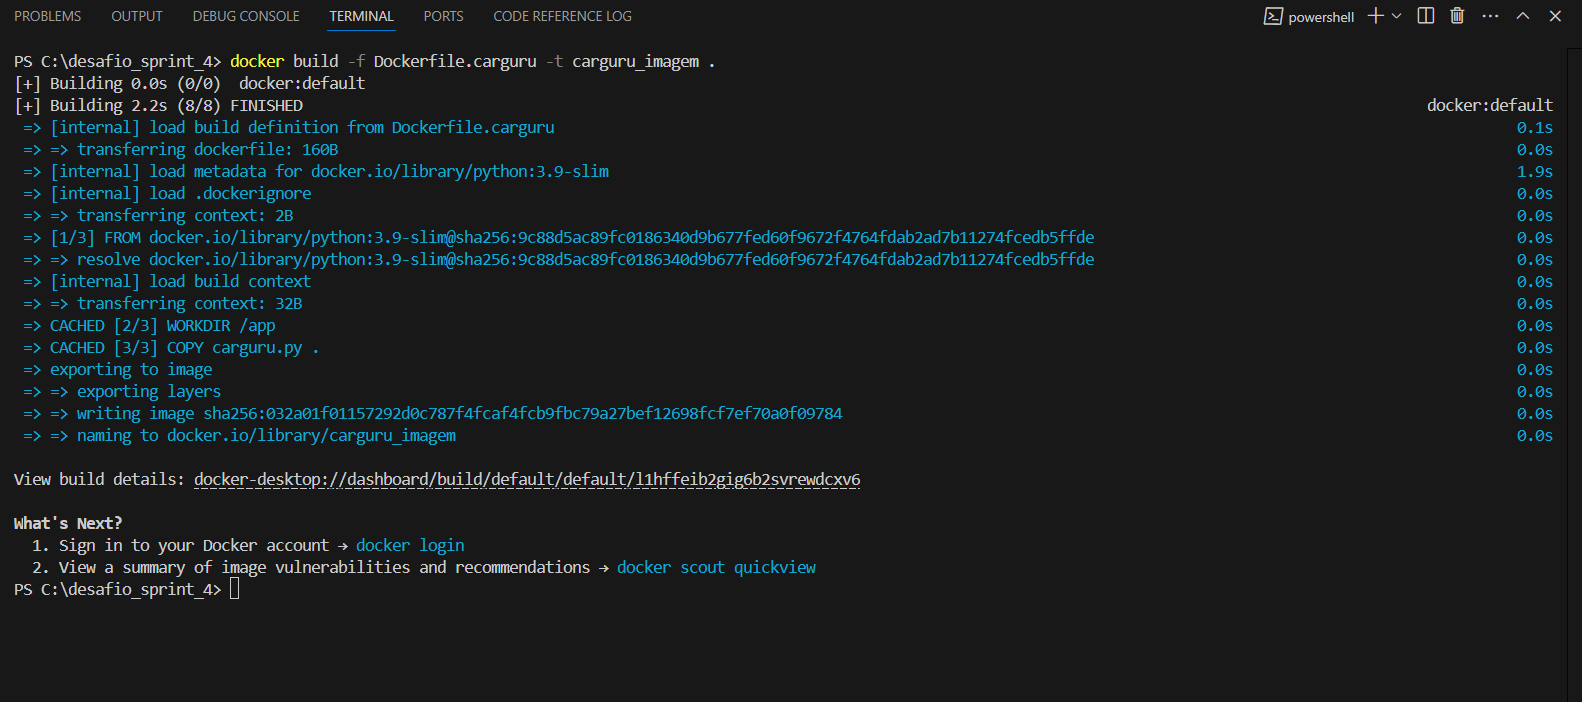 PROBLEMS OUTPUT DEBUG CONSOLE TERMINAL PORTS CODE REFERENCE LOG powershell
PS C:\desafio_sprint_4> docker build -f Dockerfile.carguru -t carguru_imagem .
[+] Building 0.0s (0/0)  docker:default
[+] Building 2.2s (8/8) FINISHED docker:default
=> [internal] load build definition from Dockerfile.carguru 0.1s
=> => transferring dockerfile: 160B 0.0s
=> [internal] load metadata for docker.io/library/python:3.9-slim 1.9s
=> [internal] load .dockerignore 0.0s
=> => transferring context: 2B 0.0s
=> [1/3] FROM docker.io/library/python:3.9-slim@sha256:9c88d5ac89fc0186340d9b677fed60f9672f4764fdab2ad7b11274fcedb5ffde 0.0s
=> => resolve docker.io/library/python:3.9-slim@sha256:9c88d5ac89fc0186340d9b677fed60f9672f4764fdab2ad7b11274fcedb5ffde 0.0s
=> [internal] load build context 0.0s
=> => transferring context: 32B 0.0s
=> CACHED [2/3] WORKDIR /app 0.0s
=> CACHED [3/3] COPY carguru.py . 0.0s
=> exporting to image 0.0s
=> => exporting layers 0.0s
=> => writing image sha256:032a01f01157292d0c787f4fcaf4fcb9fbc79a27bef12698fcf7ef70a0f09784 0.0s
=> => naming to docker.io/library/carguru_imagem 0.0s
View build details: docker-desktop://dashboard/build/default/default/l1hffeib2gig6b2svrewdcxv6
What's Next?
1. Sign in to your Docker account → docker login
2. View a summary of image vulnerabilities and recommendations → docker scout quickview
PS C:\desafio_sprint_4>